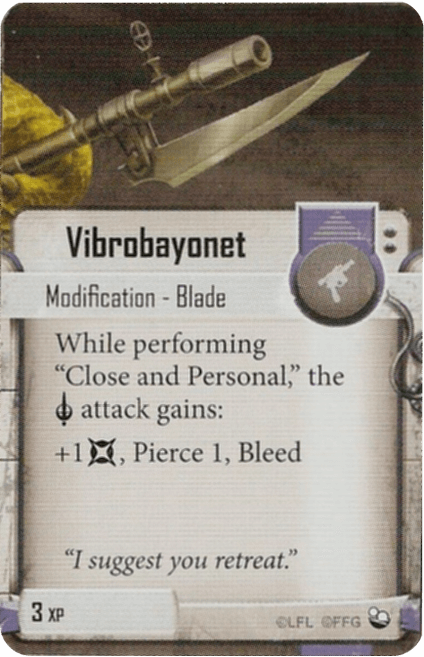 Vibrobayonet
Modification - Blade
While performing
“Close and Personal,” the
attack gains:
+1, Pierce 1, Bleed
“I suggest you retreat.”
3 XP
©LFL ©FFG